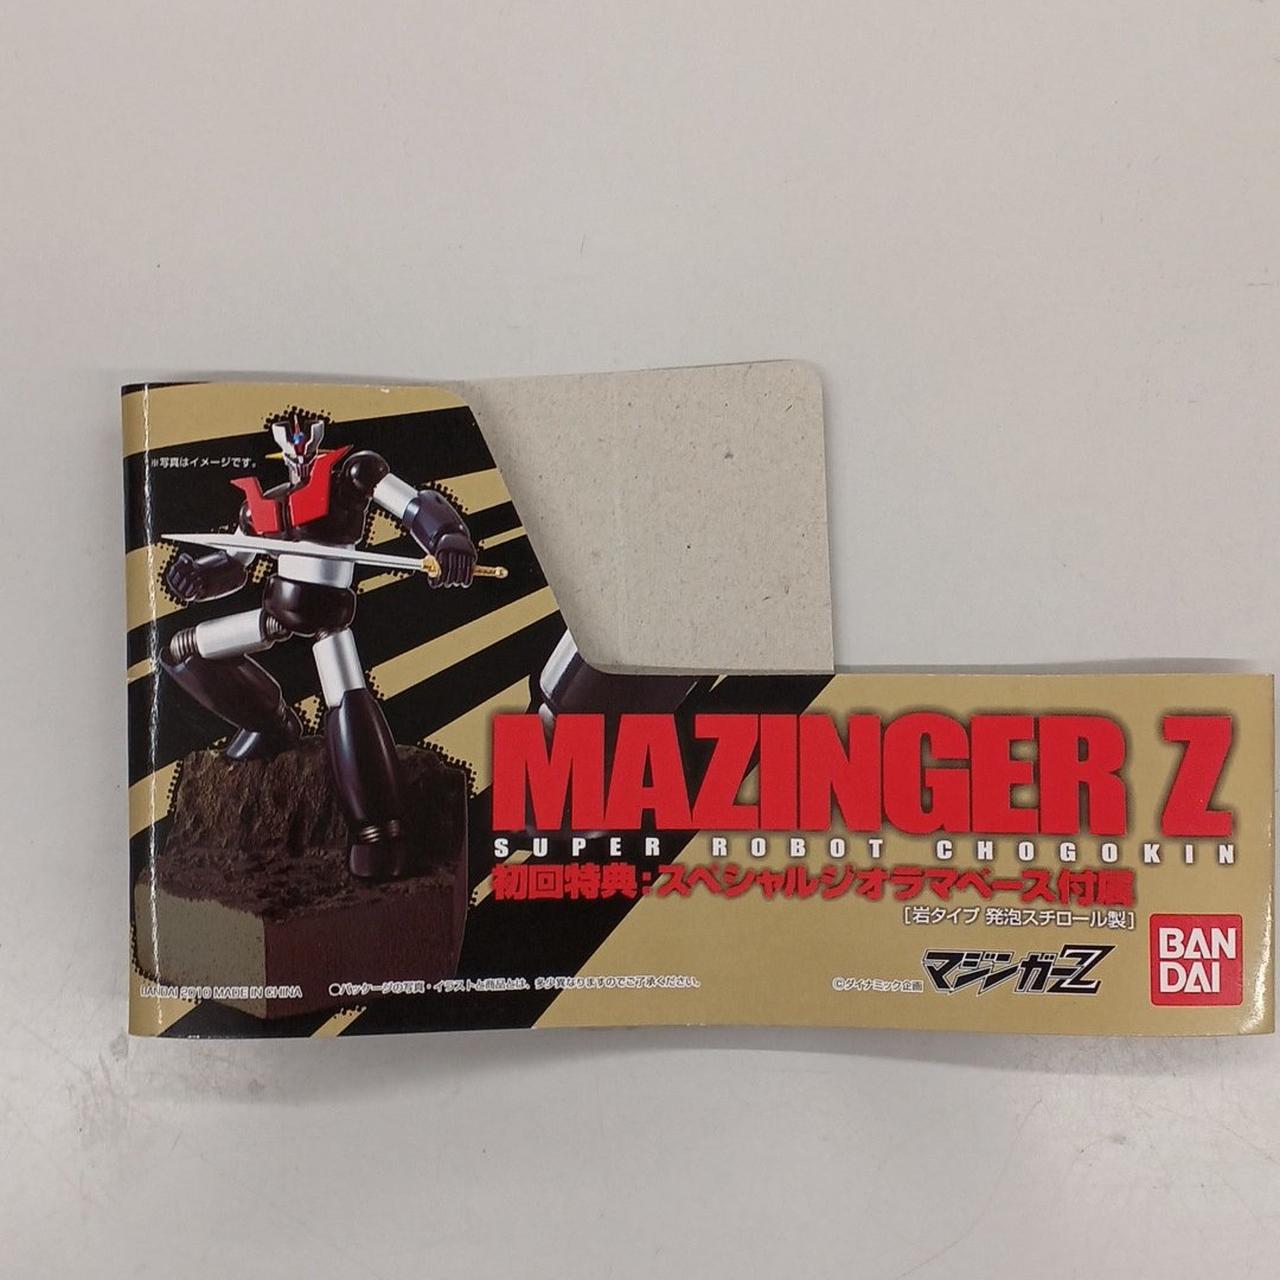 ※写真はイメージです。
MAZINGER Z
SUPER ROBOT CHOGOKIN
初回特典:スペシャルジオラマベース付属
[岩タイプ 発泡スチロール製]
マジンガーZ
BAN
DAI
©ダイナミック企画
BANDAI 2010 MADE IN CHINA
●パッケージの写真・イラストと商品とは、多少異なりますのでご了承ください。